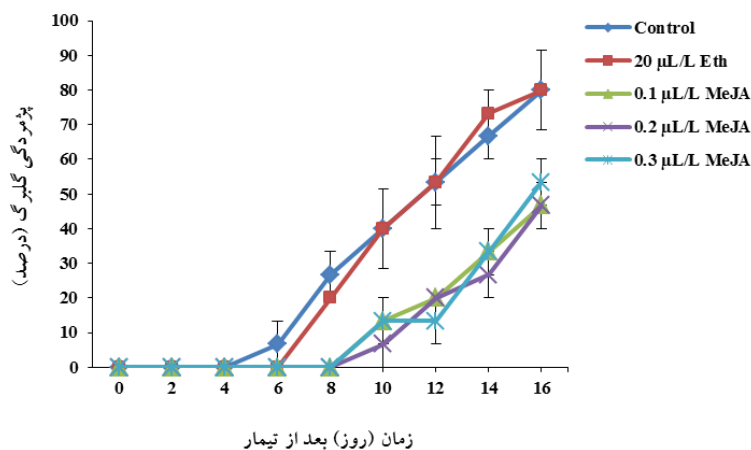 100
90
80
70
60
50
40
30
20
10
0
پژمردگی گلبرگ (درصد)
0 2 4 6 8 10 12 14 16
زمان (روز) بعد از تیمار
Control
20 µL/L Eth
0.1 µL/L MeJA
0.2 µL/L MeJA
0.3 µL/L MeJA